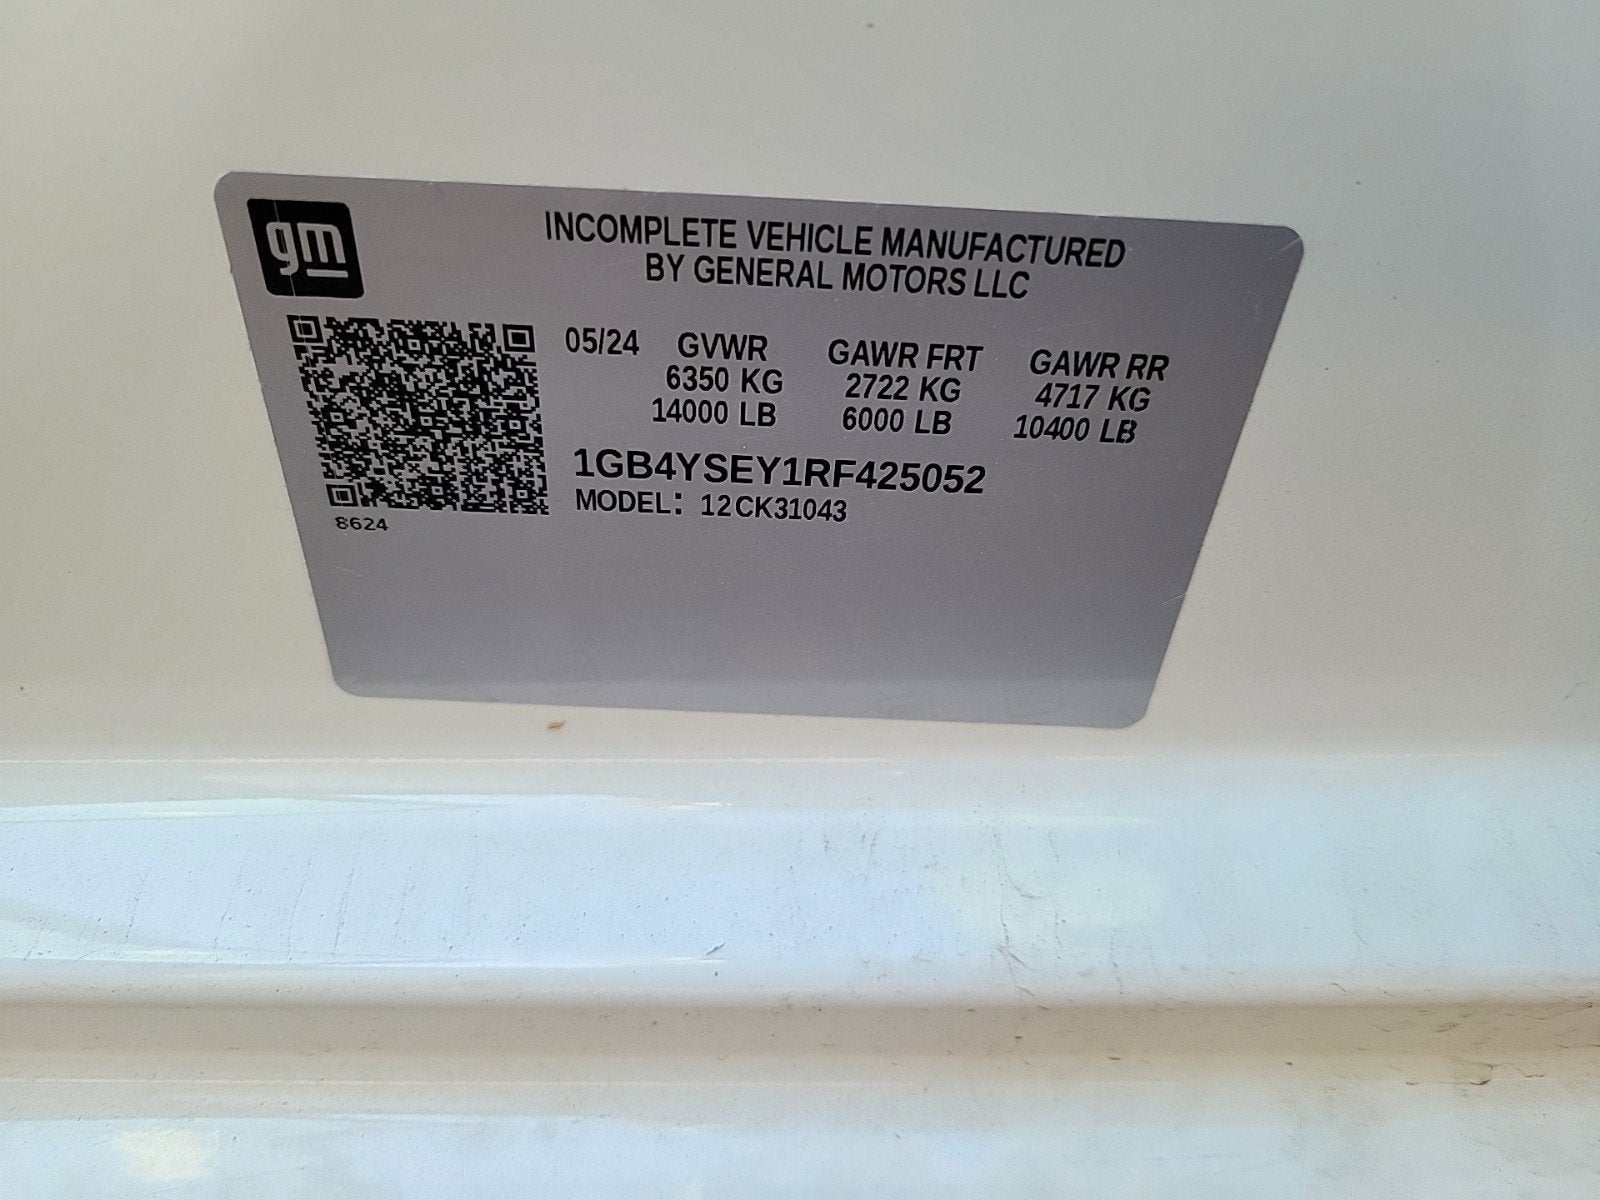 gm
INCOMPLETE VEHICLE MANUFACTURED
BY GENERAL MOTORS LLC
05/24 GVWR GAWR FRT GAWR RR
6350 KG 2722 KG 4717 KG
14000 LB 6000 LB 10400 LB
1GB4YSEY1RF425052
MODEL: 12CK31043
8624